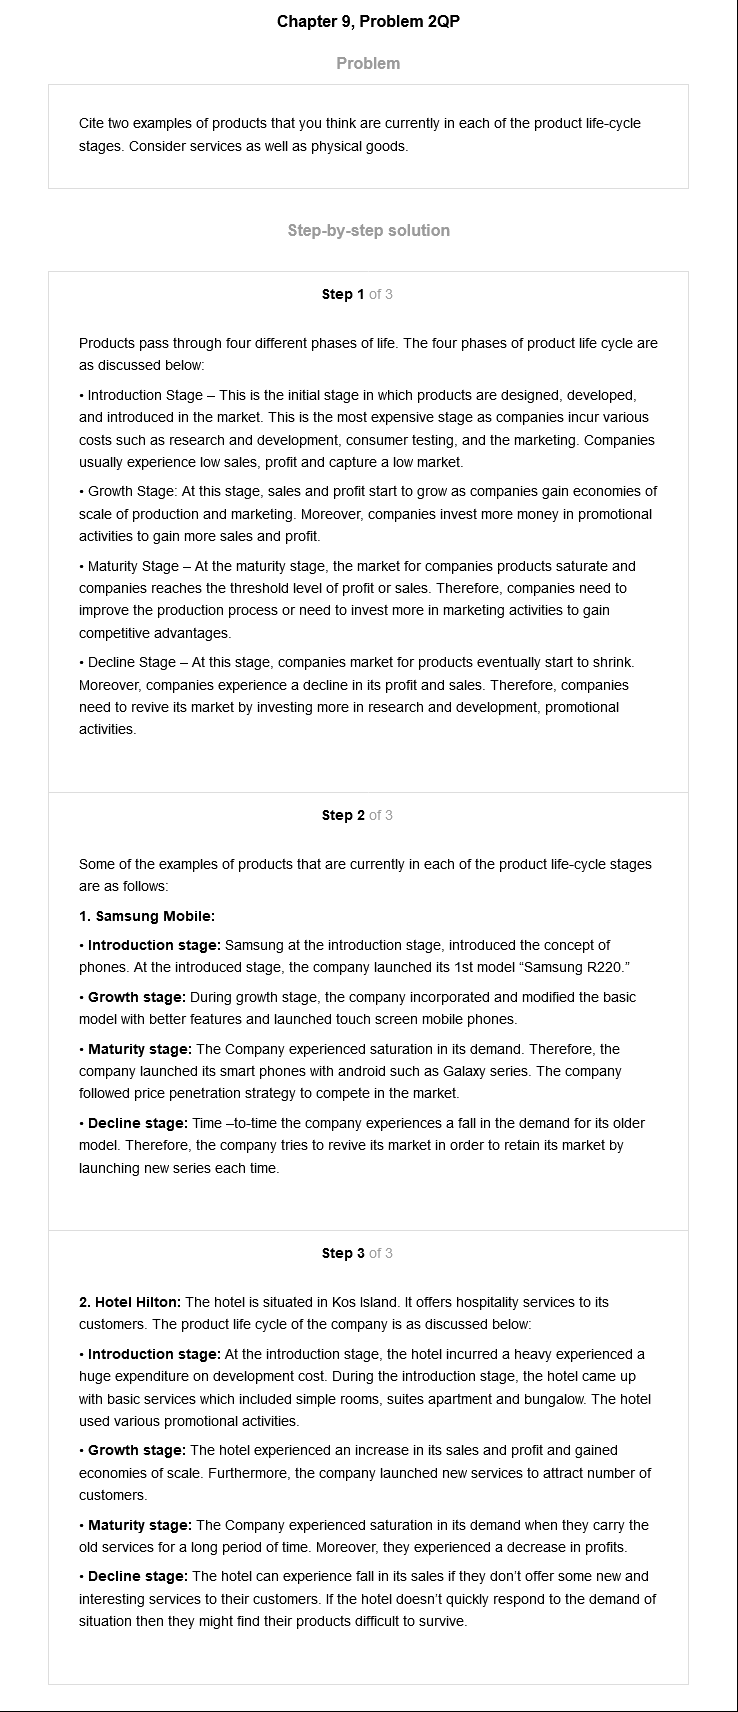 Chapter 9, Problem 2QP
Problem
Cite two examples of products that you think are currently in each of the product life-cycle
stages. Consider services as well as physical goods.
Step-by-step solution
Step 1 of 3
Products pass through four different phases of life. The four phases of product life cycle are
as discussed below:
• Introduction Stage – This is the initial stage in which products are designed, developed,
and introduced in the market. This is the most expensive stage as companies incur various
costs such as research and development, consumer testing, and the marketing. Companies
usually experience low sales, profit and capture a low market.
• Growth Stage: At this stage, sales and profit start to grow as companies gain economies of
scale of production and marketing. Moreover, companies invest more money in promotional
activities to gain more sales and profit.
• Maturity Stage – At the maturity stage, the market for companies products saturate and
companies reaches the threshold level of profit or sales. Therefore, companies need to
improve the production process or need to invest more in marketing activities to gain
competitive advantages.
• Decline Stage – At this stage, companies market for products eventually start to shrink.
Moreover, companies experience a decline in its profit and sales. Therefore, companies
need to revive its market by investing more in research and development, promotional
activities.
Step 2 of 3
Some of the examples of products that are currently in each of the product life-cycle stages
are as follows:
1. Samsung Mobile:
• Introduction stage: Samsung at the introduction stage, introduced the concept of
phones. At the introduced stage, the company launched its 1st model “Samsung R220.”
• Growth stage: During growth stage, the company incorporated and modified the basic
model with better features and launched touch screen mobile phones.
• Maturity stage: The Company experienced saturation in its demand. Therefore, the
company launched its smart phones with android such as Galaxy series. The company
followed price penetration strategy to compete in the market.
• Decline stage: Time –to-time the company experiences a fall in the demand for its older
model. Therefore, the company tries to revive its market in order to retain its market by
launching new series each time.
Step 3 of 3
2. Hotel Hilton: The hotel is situated in Kos Island. It offers hospitality services to its
customers. The product life cycle of the company is as discussed below:
• Introduction stage: At the introduction stage, the hotel incurred a heavy experienced a
huge expenditure on development cost. During the introduction stage, the hotel came up
with basic services which included simple rooms, suites apartment and bungalow. The hotel
used various promotional activities.
• Growth stage: The hotel experienced an increase in its sales and profit and gained
economies of scale. Furthermore, the company launched new services to attract number of
customers.
• Maturity stage: The Company experienced saturation in its demand when they carry the
old services for a long period of time. Moreover, they experienced a decrease in profits.
• Decline stage: The hotel can experience fall in its sales if they don’t offer some new and
interesting services to their customers. If the hotel doesn’t quickly respond to the demand of
situation then they might find their products difficult to survive.